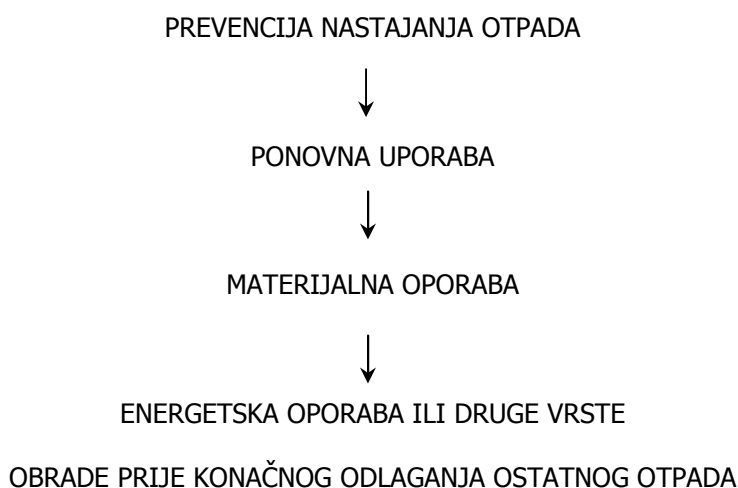 PREVENCIJA NASTAJANJA OTPADA
PONOVNA UPORABA
MATERIJALNA OPORABA
ENERGETSKA OPORABA ILI DRUGE VRSTE
OBRADE PRIJE KONAČNOG ODLAGANJA OSTATNOG OTPADA